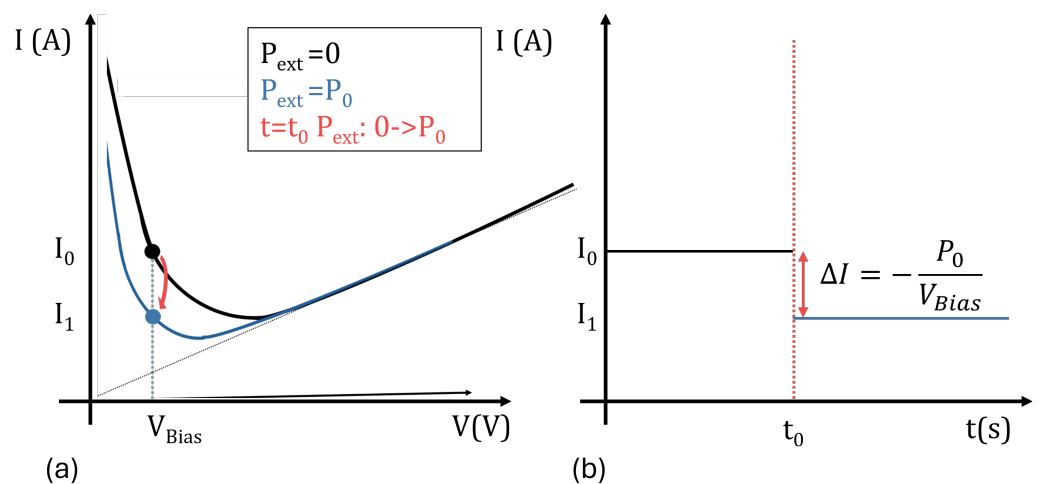 I (A)
P_ext=0
P_ext=P_0
t=t_0 P_ext: 0->P_0
I_0
I_1
V_Bias
V(V)
(a)
I (A)
I_0
I_1
ΔI = − P_0 / V_Bias
t_0
t(s)
(b)